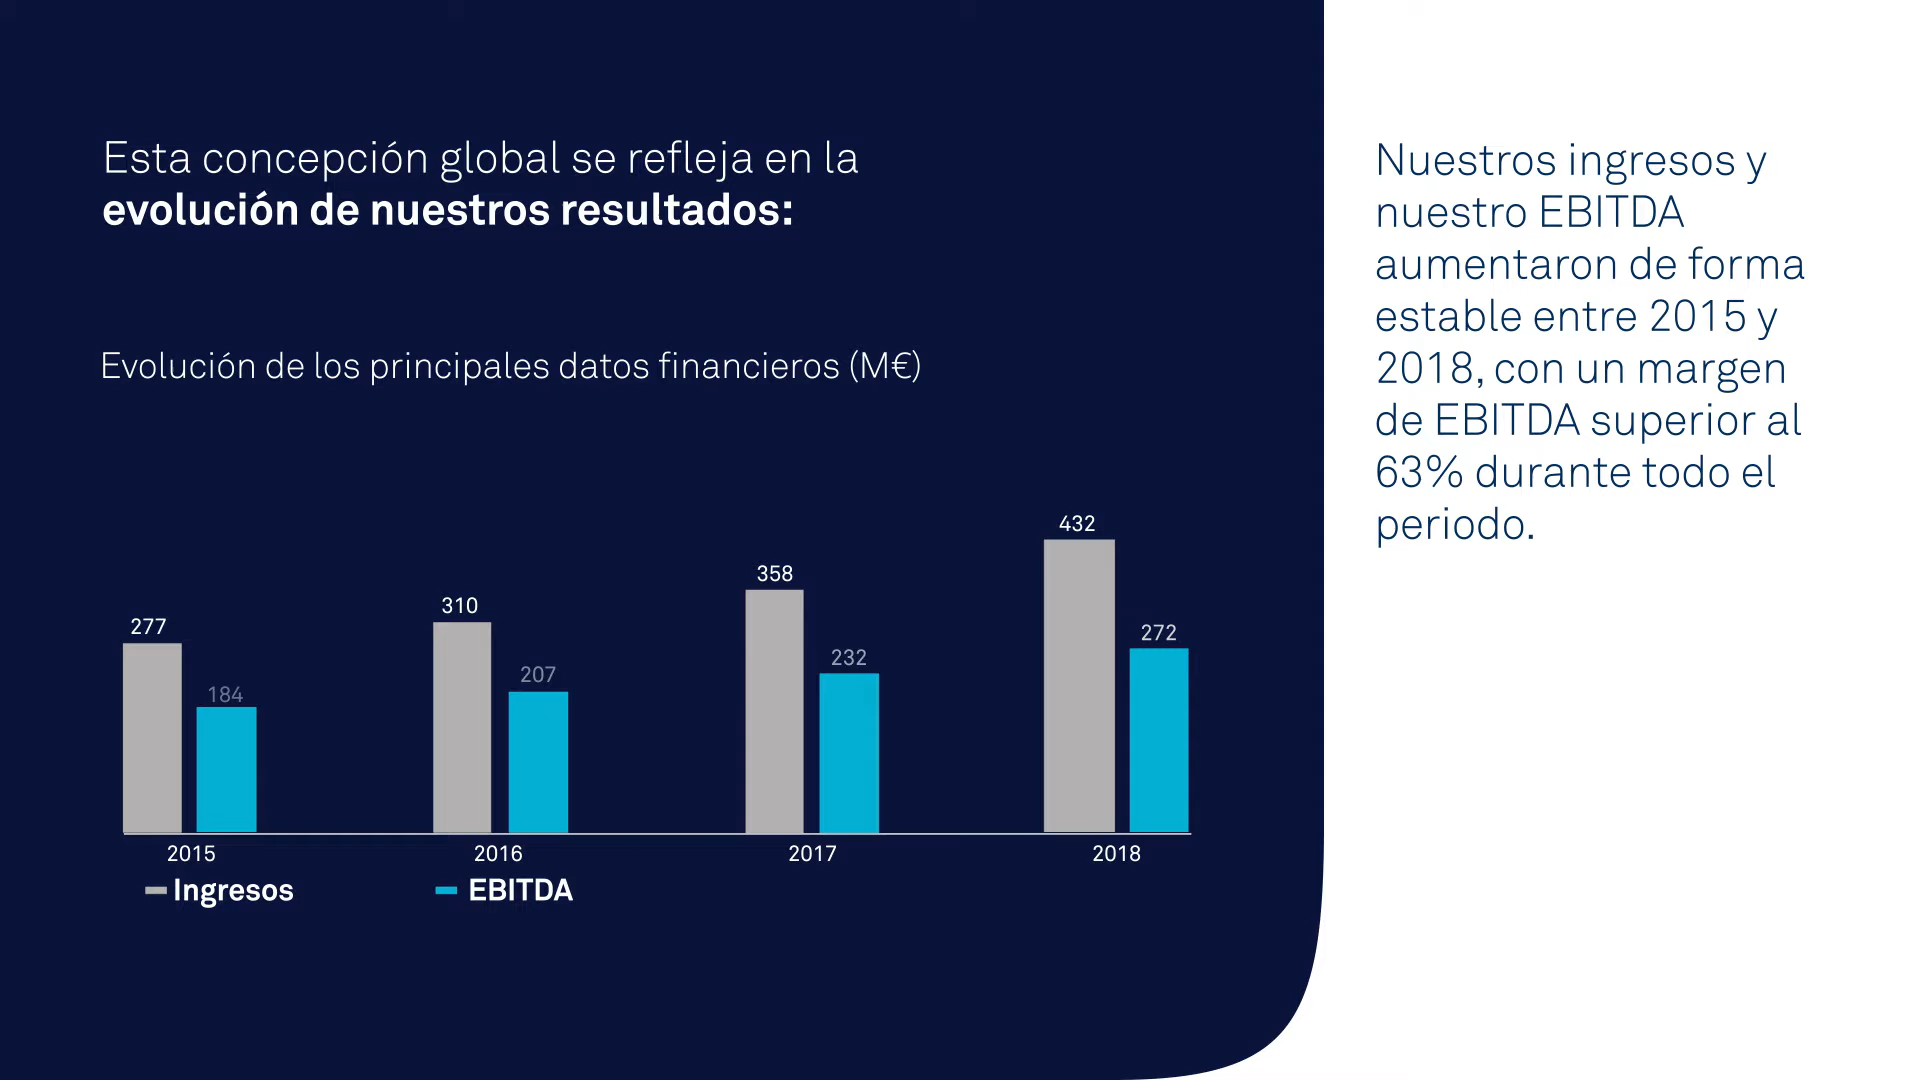 Esta concepción global se refleja en la
evolución de nuestros resultados:
Evolución de los principales datos financieros (M€)
277
184
310
207
358
232
432
272
2015
2016
2017
2018
Ingresos
EBITDA
Nuestros ingresos y
nuestro EBITDA
aumentaron de forma
estable entre 2015 y
2018, con un margen
de EBITDA superior al
63% durante todo el
periodo.